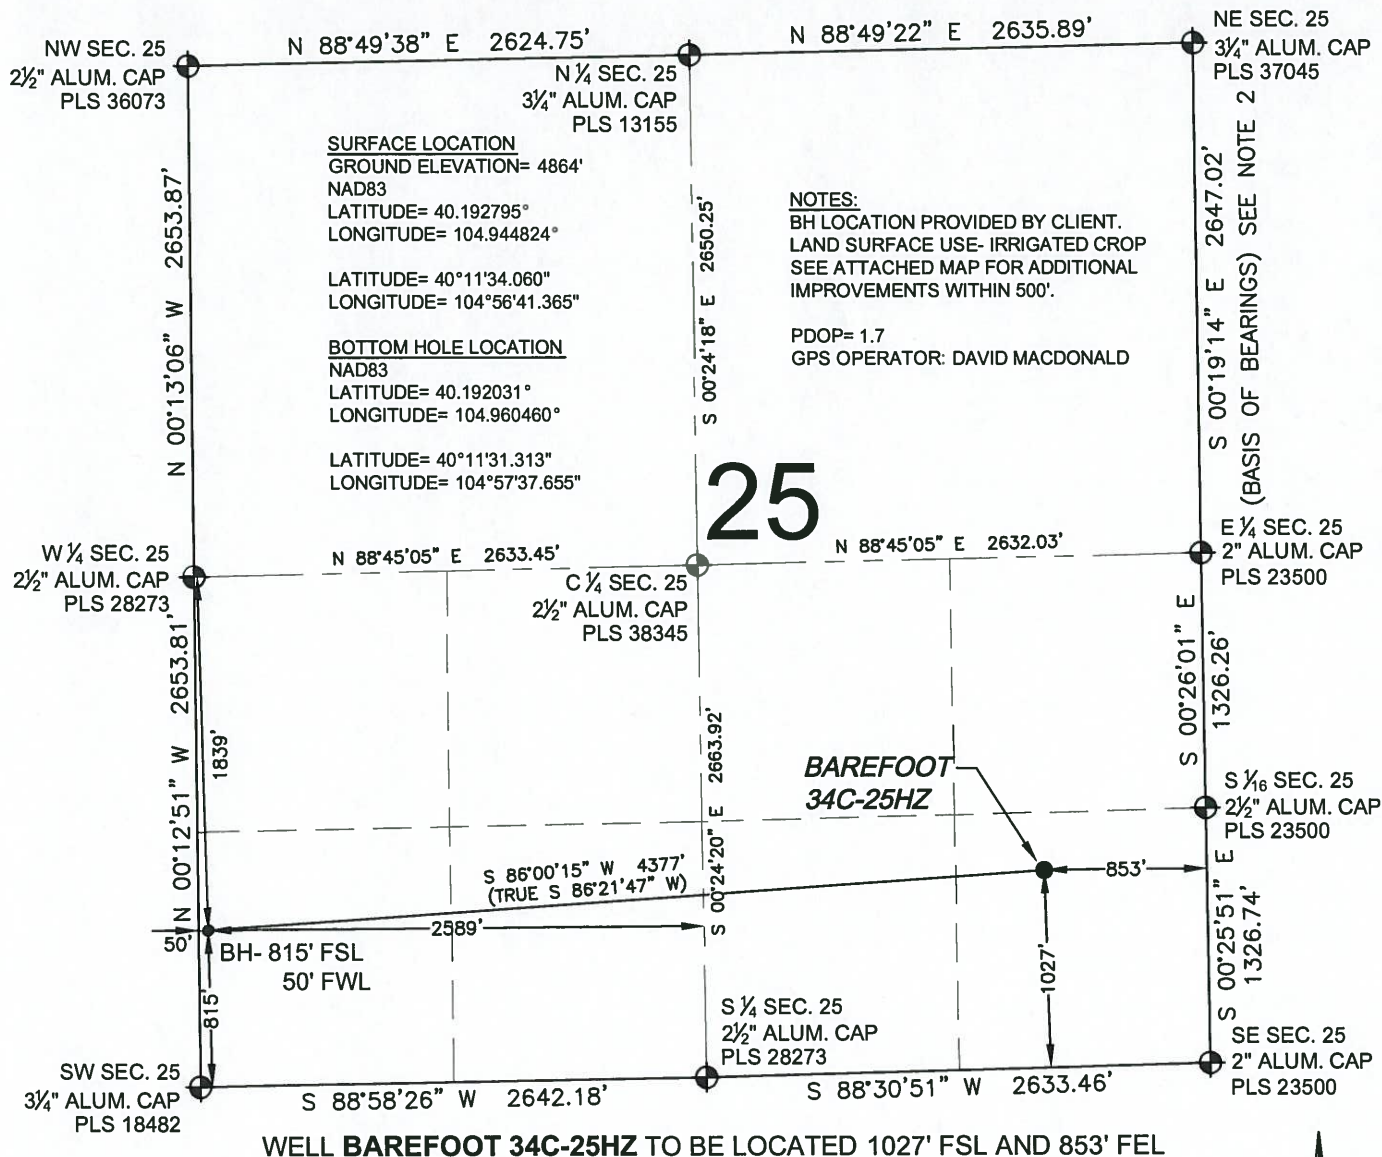 N 88°49'38" E 2624.75'
N 88°49'22" E 2635.89'
NW SEC. 25
2½" ALUM. CAP
PLS 36073
N ¼ SEC. 25
3¼" ALUM. CAP
PLS 13155
NE SEC. 25
3¼" ALUM. CAP
PLS 37045
SURFACE LOCATION
GROUND ELEVATION= 4864'
NAD83
LATITUDE= 40.192795°
LONGITUDE= 104.944824°
LATITUDE= 40°11'34.060"
LONGITUDE= 104°56'41.365"
BOTTOM HOLE LOCATION
NAD83
LATITUDE= 40.192031°
LONGITUDE= 104.960460°
LATITUDE= 40°11'31.313"
LONGITUDE= 104°57'37.655"
NOTES:
BH LOCATION PROVIDED BY CLIENT.
LAND SURFACE USE- IRRIGATED CROP
SEE ATTACHED MAP FOR ADDITIONAL
IMPROVEMENTS WITHIN 500'.
PDOP= 1.7
GPS OPERATOR: DAVID MACDONALD
N 00°13'06" W 2653.87'
S 00°24'18" E 2650.25'
S 00°19'14" E 2647.02'
(BASIS OF BEARINGS) SEE NOTE 2
25
W ¼ SEC. 25
2½" ALUM. CAP
PLS 28273
N 88°45'05" E 2633.45'
C ¼ SEC. 25
2½" ALUM. CAP
PLS 38345
N 88°45'05" E 2632.03'
E ¼ SEC. 25
2" ALUM. CAP
PLS 23500
N 00°12'51" W 2653.81'
1839'
S 00°24'20" E 2663.92'
S 00°26'01" E
1326.26'
BAREFOOT
34C-25HZ
S 1/16 SEC. 25
2½" ALUM. CAP
PLS 23500
S 86°00'15" W 4377'
(TRUE S 86°21'47" W)
853'
2589'
50'
BH- 815' FSL
50' FWL
815'
1027'
S 00°25'51" E
1326.74'
S ¼ SEC. 25
2½" ALUM. CAP
PLS 28273
SE SEC. 25
2" ALUM. CAP
PLS 23500
SW SEC. 25
3¼" ALUM. CAP
PLS 18482
S 88°58'26" W 2642.18'
S 88°30'51" W 2633.46'
WELL BAREFOOT 34C-25HZ TO BE LOCATED 1027' FSL AND 853' FEL